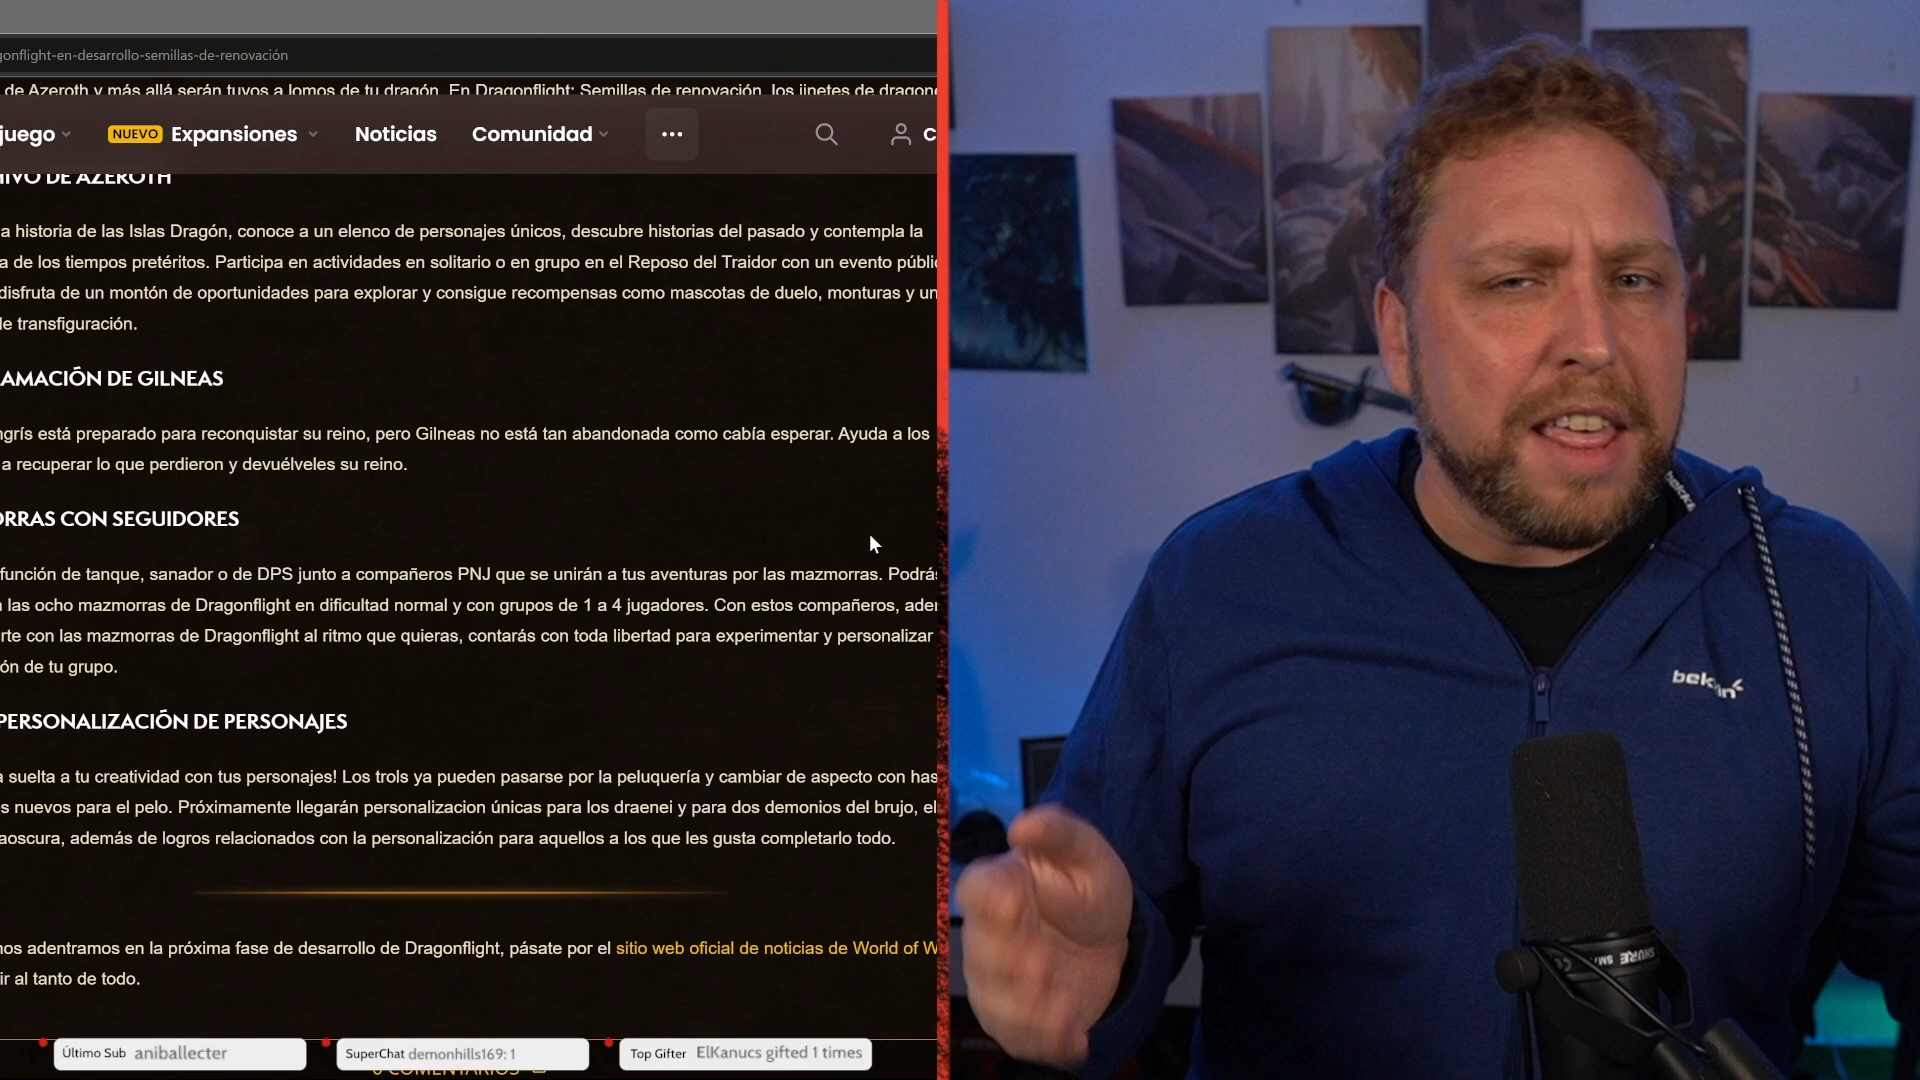 gonflight-en-desarrollo-semillas-de-renovación
de Azeroth y más allá serán tuyos a lomos de tu dragón. En Dragonflight: Semillas de renovación, los jinetes de dragone
juego NUEVO Expansiones Noticias Comunidad ... C
HIVO DE AZEROTH
a historia de las Islas Dragón, conoce a un elenco de personajes únicos, descubre historias del pasado y contempla la
a de los tiempos pretéritos. Participa en actividades en solitario o en grupo en el Reposo del Traidor con un evento públic
disfruta de un montón de oportunidades para explorar y consigue recompensas como mascotas de duelo, monturas y un
de transfiguración.
AMACIÓN DE GILNEAS
ngrís está preparado para reconquistar su reino, pero Gilneas no está tan abandonada como cabía esperar. Ayuda a los
a recuperar lo que perdieron y devuélveles su reino.
ORRAS CON SEGUIDORES
función de tanque, sanador o de DPS junto a compañeros PNJ que se unirán a tus aventuras por las mazmorras. Podrás
las ocho mazmorras de Dragonflight en dificultad normal y con grupos de 1 a 4 jugadores. Con estos compañeros, ader
rte con las mazmorras de Dragonflight al ritmo que quieras, contarás con toda libertad para experimentar y personalizar
ón de tu grupo.
PERSONALIZACIÓN DE PERSONAJES
a suelta a tu creatividad con tus personajes! Los trols ya pueden pasarse por la peluquería y cambiar de aspecto con has
s nuevos para el pelo. Próximamente llegarán personalizacion únicas para los draenei y para dos demonios del brujo, el
aoscura, además de logros relacionados con la personalización para aquellos a los que les gusta completarlo todo.
nos adentramos en la próxima fase de desarrollo de Dragonflight, pásate por el sitio web oficial de noticias de World of W
ir al tanto de todo.
Último Sub aniballecter
SuperChat demonhills169: 1
Top Gifter ElKanucs gifted 1 times
COMENTARIOS
SHURE